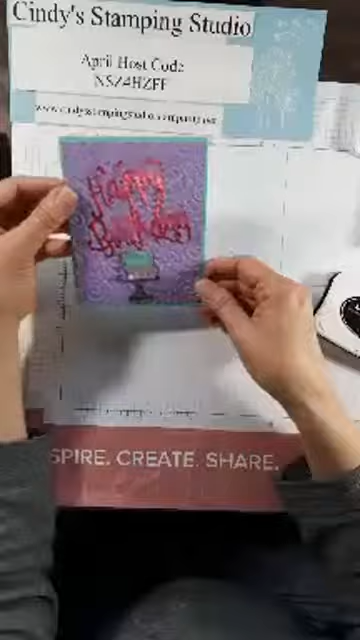 Cindy's Stamping Studio
April Host Code
Happy
Birthday
SPIRE. CREATE. SHARE.